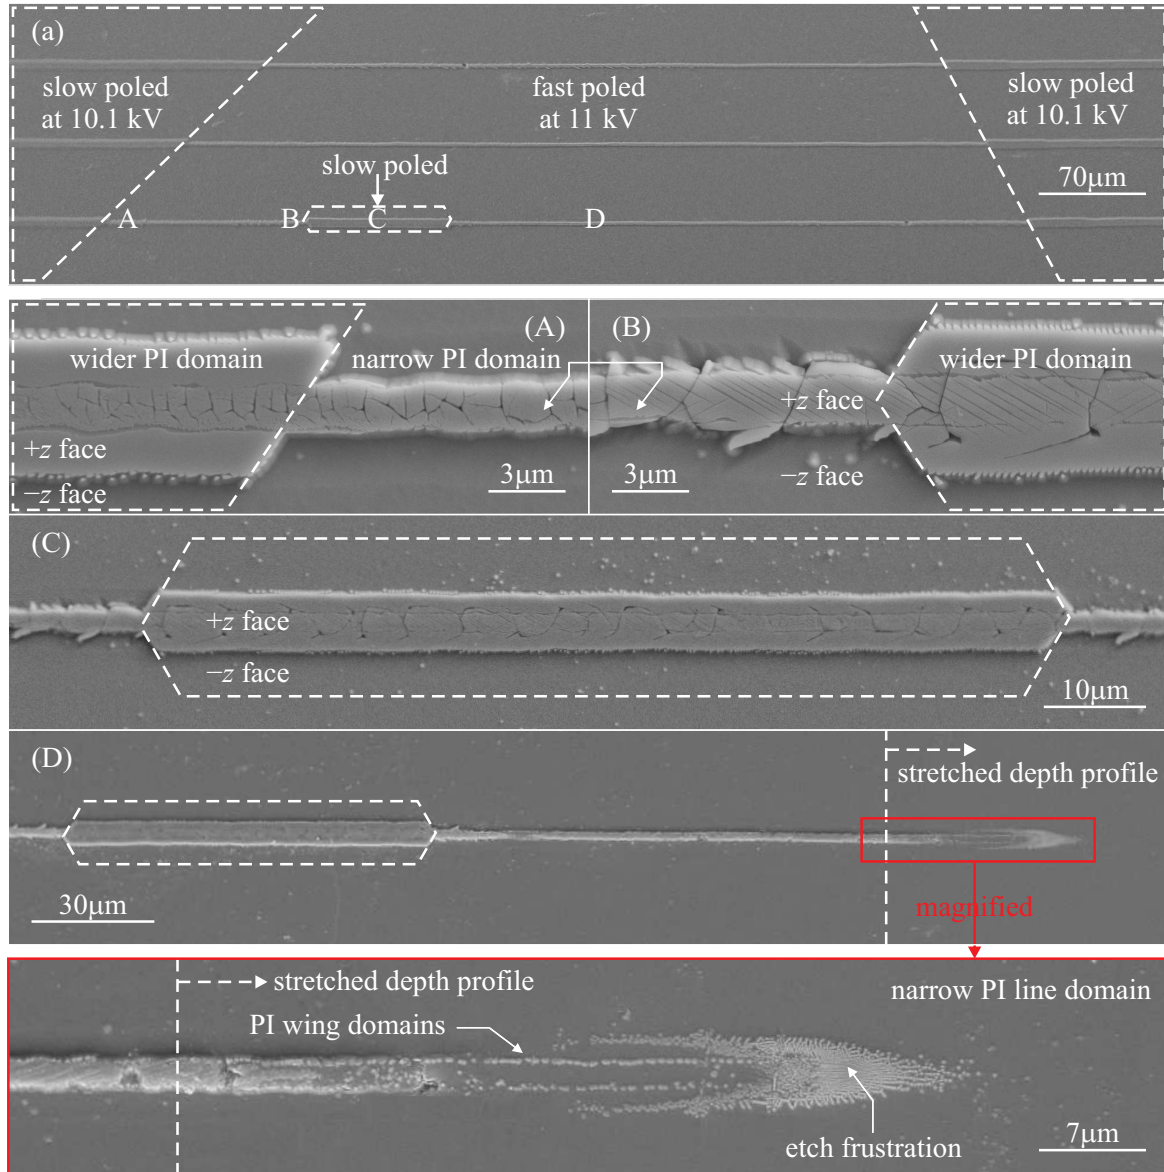 (a)
slow poled
at 10.1 kV
fast poled
at 11 kV
slow poled
at 10.1 kV
slow poled
70μm
A
B
C
D
(A)
(B)
wider PI domain
narrow PI domain
wider PI domain
+z face
+z face
−z face
3μm
3μm
−z face
(C)
+z face
−z face
10μm
(D)
stretched depth profile
30μm
magnified
stretched depth profile
narrow PI line domain
PI wing domains
etch frustration
7μm